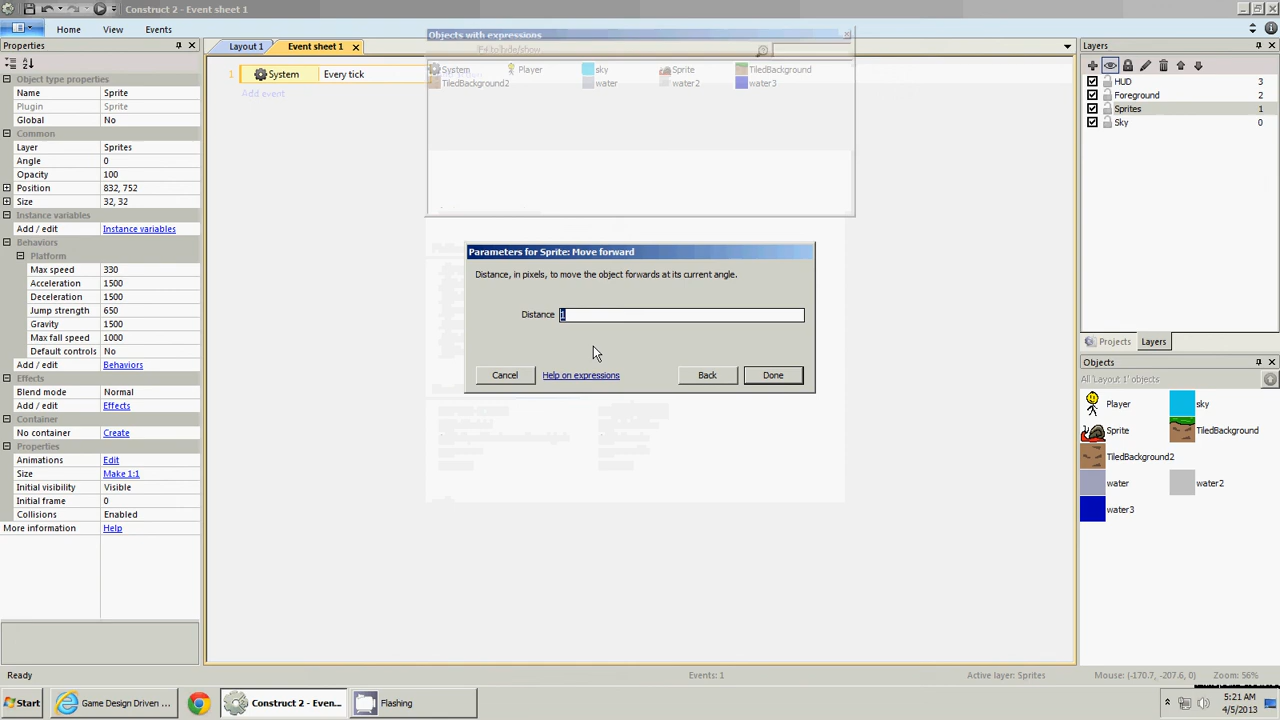 Construct 2 - Event sheet 1
Home
View
Events
Properties
Object type properties
Name Sprite
Plugin Sprite
Global No
Common
Layer Sprites
Angle 0
Opacity 100
Position 832, 752
Size 32, 32
Instance variables
Add / edit Instance variables
Behaviors
Platform
Max speed 330
Acceleration 1500
Deceleration 1500
Jump strength 650
Gravity 1500
Max fall speed 1000
Default controls No
Add / edit Behaviors
Effects
Blend mode Normal
Add / edit Effects
Container
No container Create
Properties
Animations Edit
Size Make 1:1
Initial visibility Visible
Initial frame 0
Collisions Enabled
More information Help
Layout 1
Event sheet 1
1 System Every tick
Add event
Objects with expressions
System Player sky Sprite TiledBackground
TiledBackground2 water water2 water3
Parameters for Sprite: Move forward
Distance, in pixels, to move the object forwards at its current angle.
Distance 1
Cancel Help on expressions Back Done
Layers
HUD 3
Foreground 2
Sprites 1
Sky 0
Projects Layers
Objects
All 'Layout 1' objects
Player sky
Sprite TiledBackground
TiledBackground2
water water2
water3
Ready
Events: 1
Active layer: Sprites
Mouse: (-170.7, -207.6, 0)
Zoom: 56%
Start
Game Design Driven ...
Construct 2 - Even...
Flashing
5:21 AM
4/5/2013